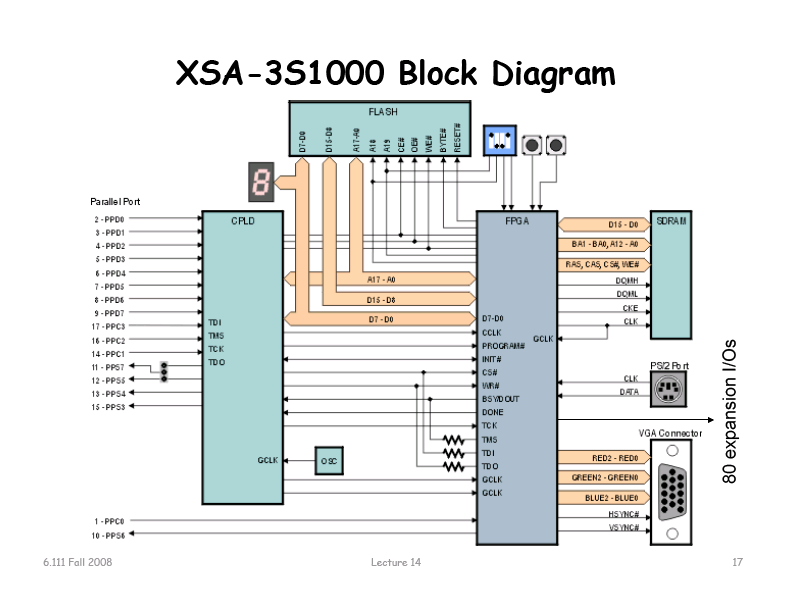 XSA-3S1000 Block Diagram
FLASH
D7-D0
D15-D8
A17-A0
A18
A19
CE#
OE#
WE#
BYTE#
RESET#
Parallel Port
2 - PPD0
3 - PPD1
4 - PPD2
5 - PPD3
6 - PPD4
7 - PPD5
8 - PPD6
9 - PPD7
17 - PPC3
16 - PPC2
14 - PPC1
11 - PPS7
12 - PPS5
13 - PPS4
15 - PPS3
1 - PPC0
10 - PPS6
CPLD
TDI
TMS
TCK
TDO
GCLK
OSC
A17 - A0
D15 - D8
D7 - D0
FPGA
D7-D0
CCLK
PROGRAM#
INIT#
CS#
WR#
BSY/DOUT
DONE
TCK
TMS
TDI
TDO
GCLK
GCLK
GCLK
SDRAM
D15 - D0
BA1 - BA0, A12 - A0
RAS, CAS, CS#, WE#
DQMH
DQML
CKE
CLK
PS/2 Port
CLK
DATA
80 expansion I/Os
VGA Connector
RED2 - RED0
GREEN2 - GREEN0
BLUE2 - BLUE0
HSYNC#
VSYNC#
6.111 Fall 2008
Lecture 14
17